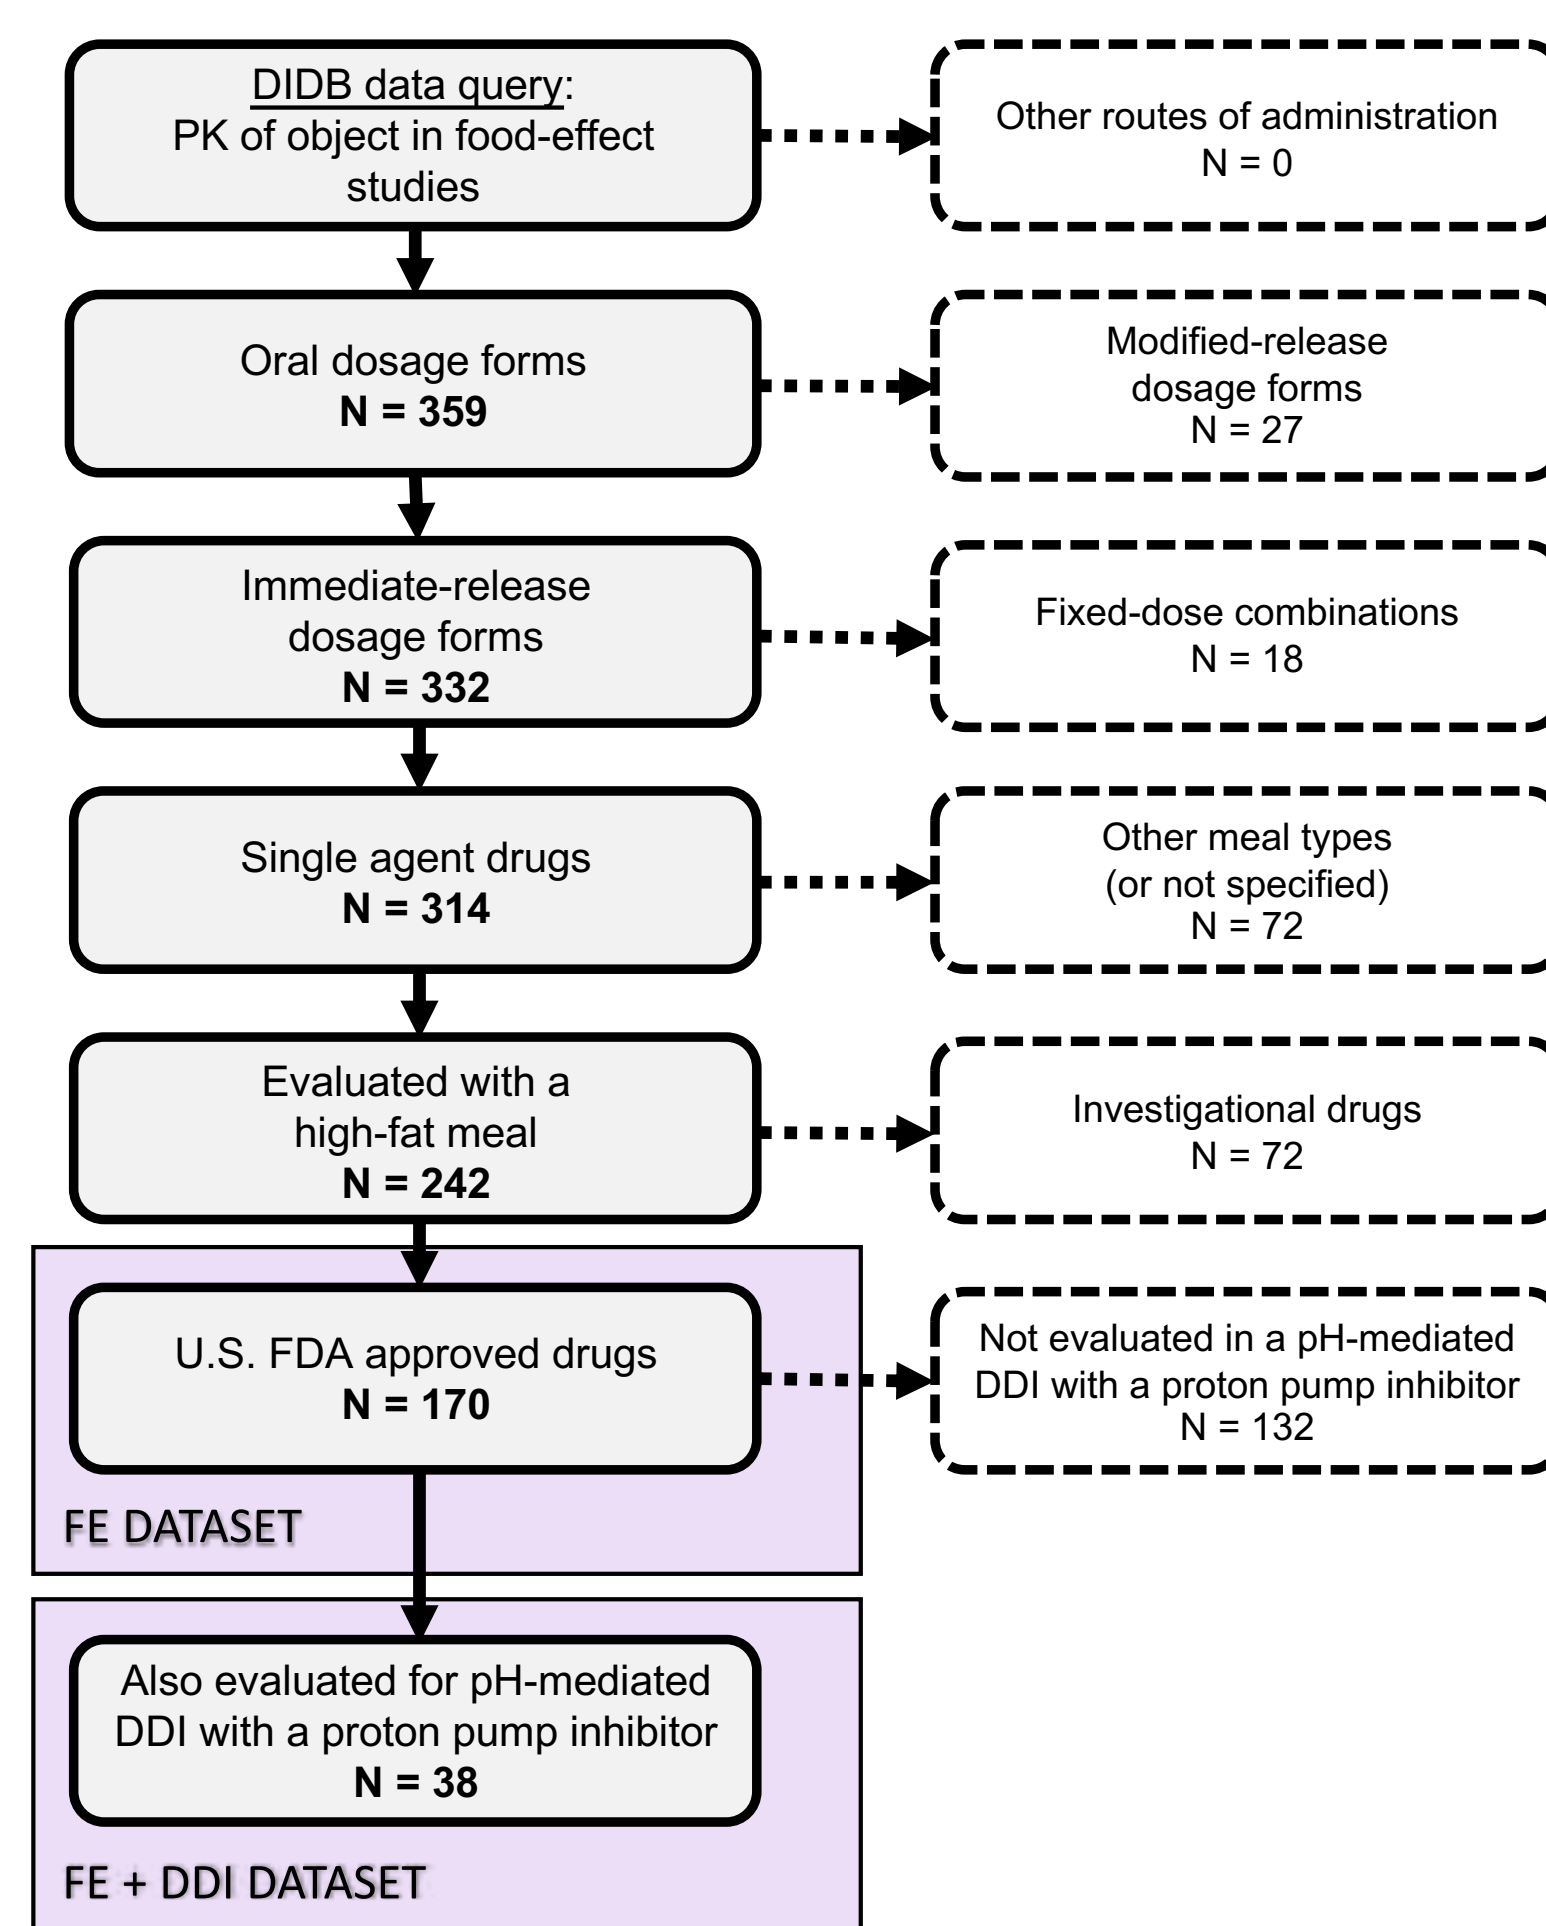 DIDB data query:
PK of object in food-effect
studies
Other routes of administration
N = 0
Oral dosage forms
N = 359
Modified-release
dosage forms
N = 27
Immediate-release
dosage forms
N = 332
Fixed-dose combinations
N = 18
Single agent drugs
N = 314
Other meal types
(or not specified)
N = 72
Evaluated with a
high-fat meal
N = 242
Investigational drugs
N = 72
U.S. FDA approved drugs
N = 170
Not evaluated in a pH-mediated
DDI with a proton pump inhibitor
N = 132
FE DATASET
Also evaluated for pH-mediated
DDI with a proton pump inhibitor
N = 38
FE + DDI DATASET